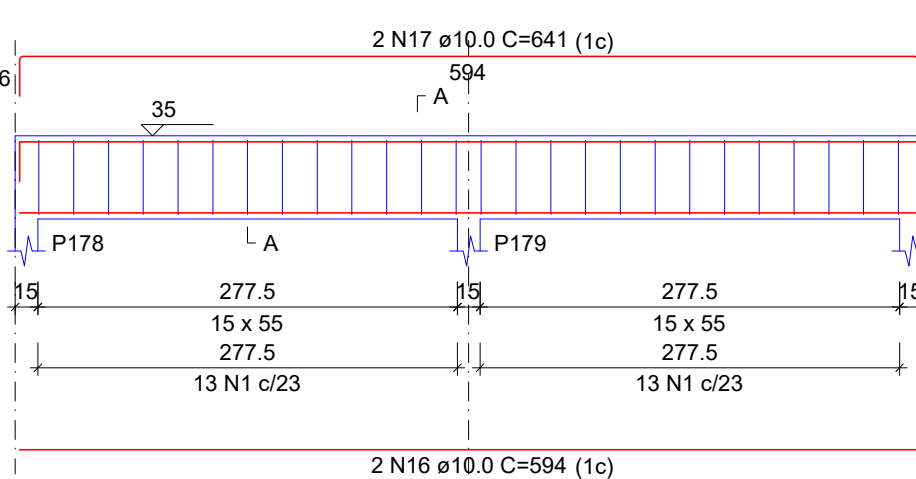 2 N17 ø10.0 C=641 (1c)
594
6
A
35
P178
A
P179
15
277.5
15
277.5
15
15 x 55
15 x 55
277.5
277.5
13 N1 c/23
13 N1 c/23
2 N16 ø10.0 C=594 (1c)